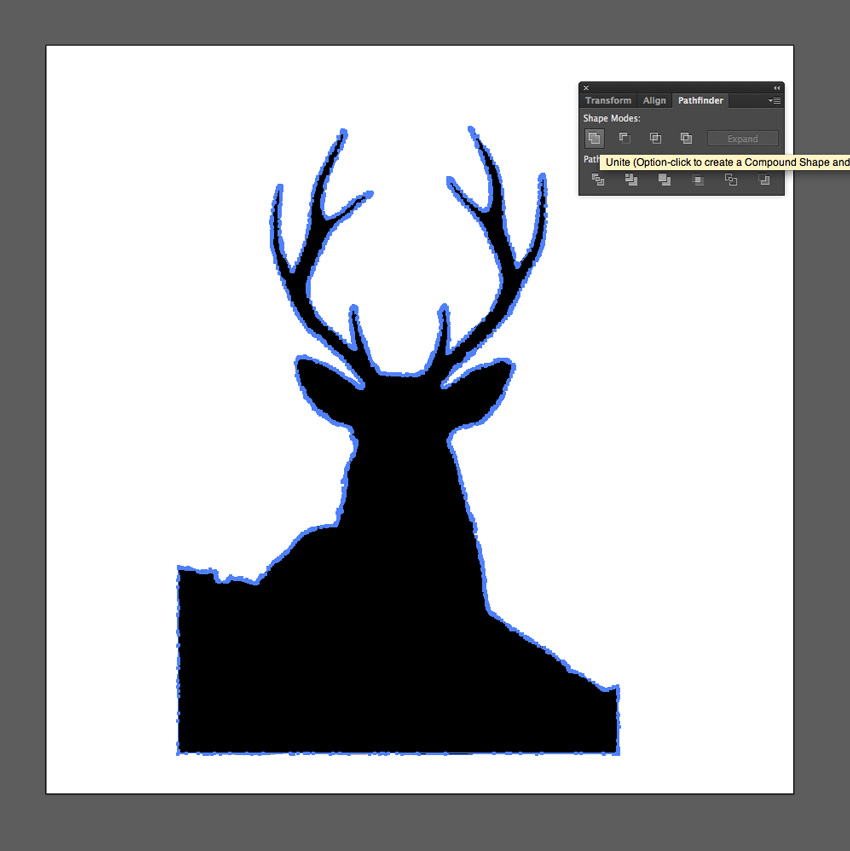 Transform Align Pathfinder
Shape Modes:
Expand
Path
Unite (Option-click to create a Compound Shape and